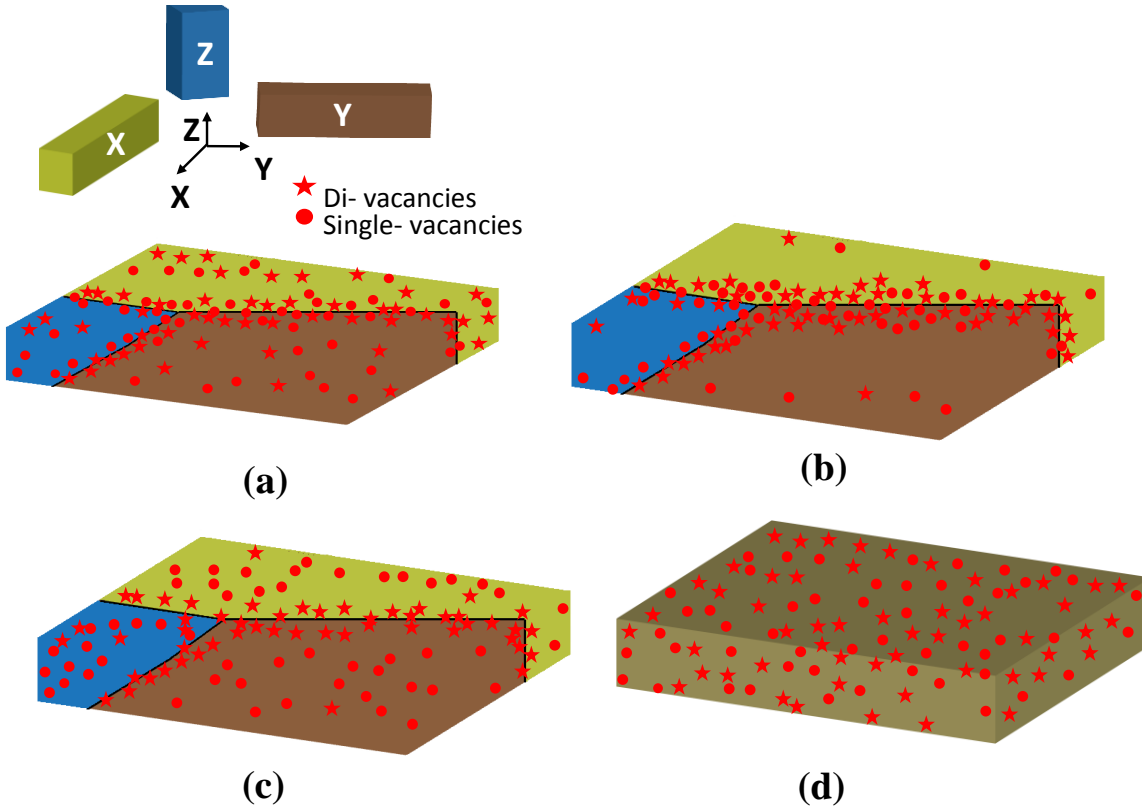 Z
X
Y
Z
Y
X
Di- vacancies
Single- vacancies
(a)
(b)
(c)
(d)